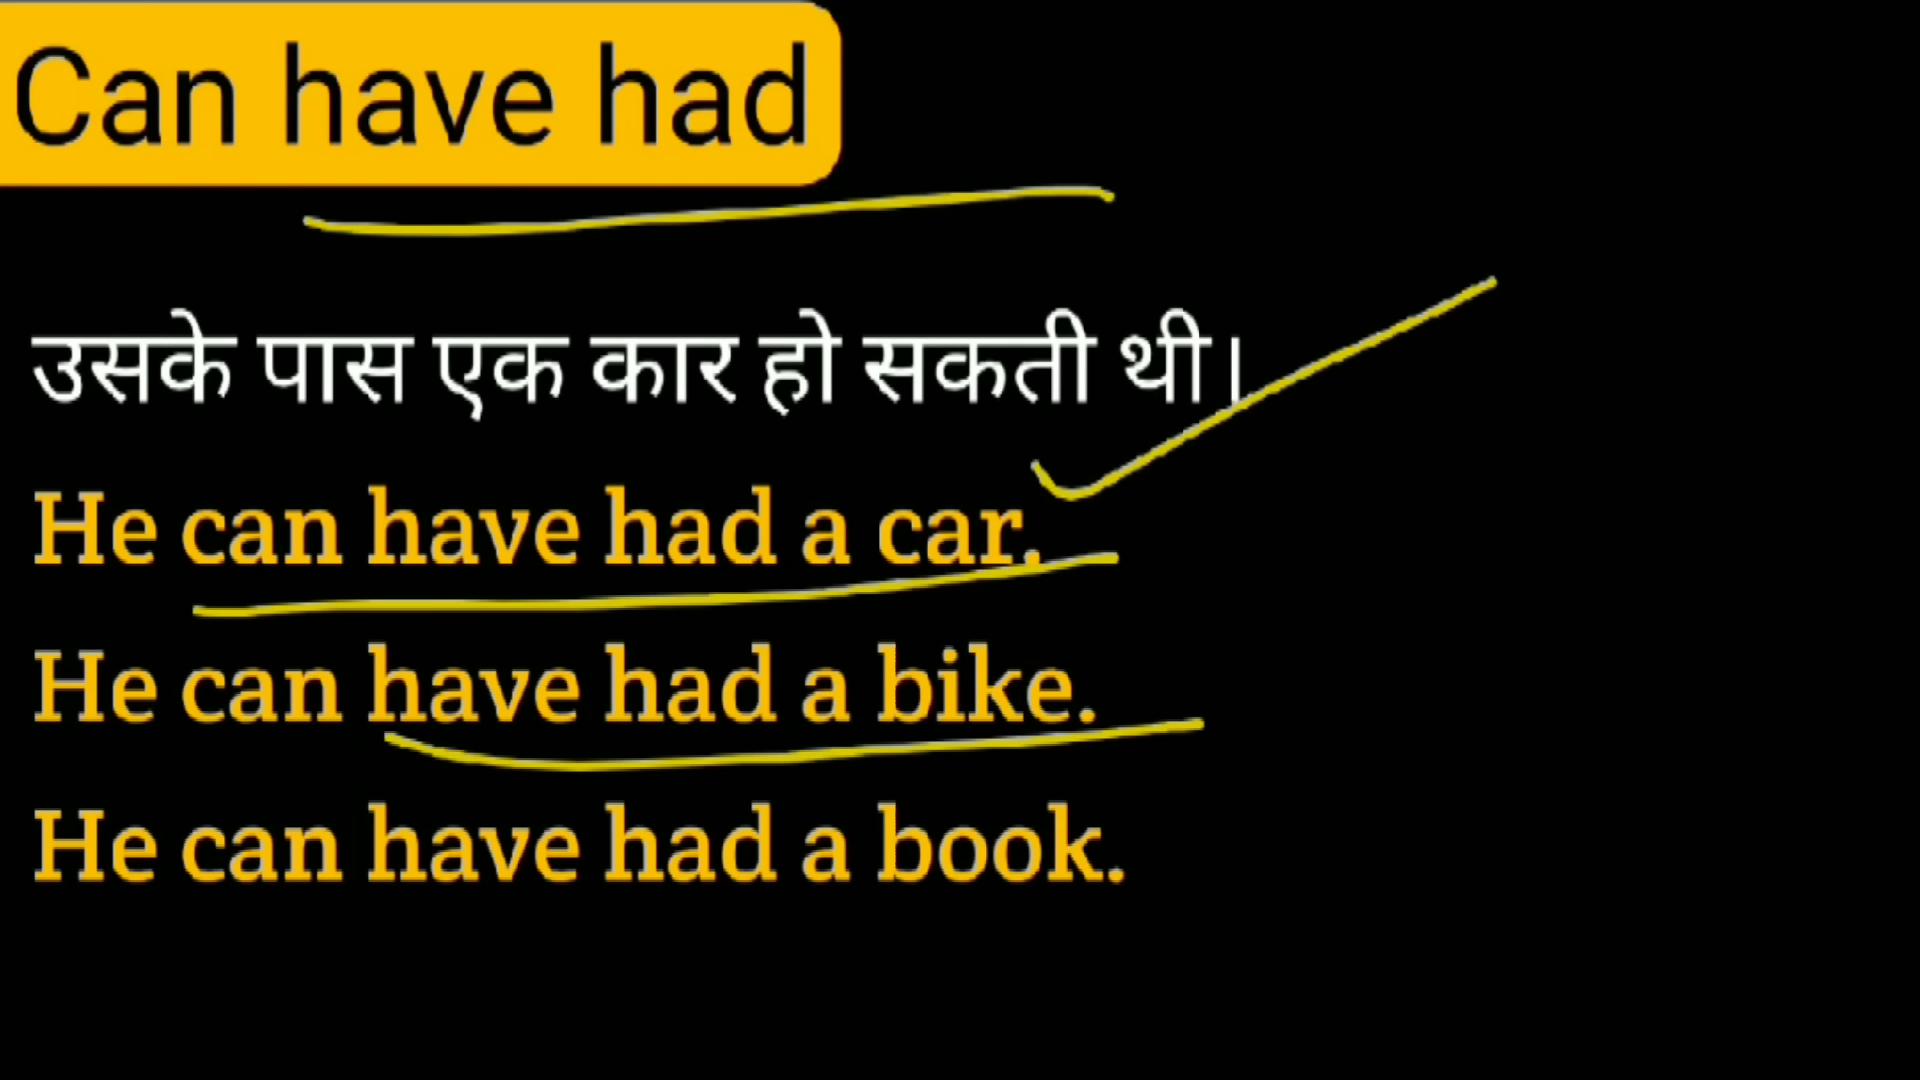 Can have had
उसके पास एक कार हो सकती थी।
He can have had a car.
He can have had a bike.
He can have had a book.